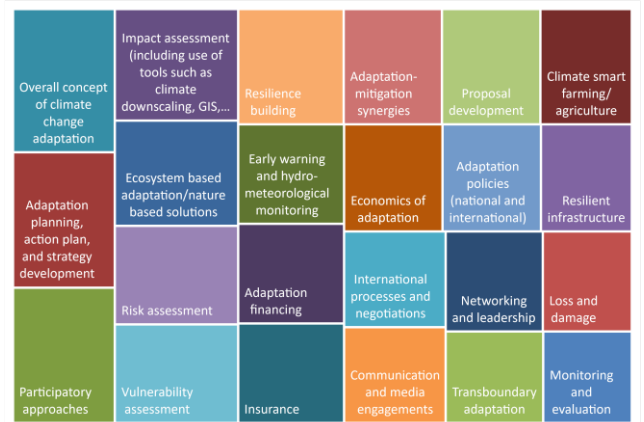 Overall concept
of climate
change
adaptation
Adaptation
planning,
action plan,
and strategy
development
Participatory
approaches
Impact assessment
(including use of
tools such as
climate
downscaling, GIS,...
Ecosystem based
adaptation/nature
based solutions
Risk assessment
Vulnerability
assessment
Resilience
building
Early warning
and hydro-
meteorological
monitoring
Adaptation
financing
Insurance
Adaptation-
mitigation
synergies
Economics of
adaptation
International
processes and
negotiations
Communication
and media
engagements
Proposal
development
Adaptation
policies
(national and
international)
Networking
and leadership
Transboundary
adaptation
Climate smart
farming/
agriculture
Resilient
infrastructure
Loss and
damage
Monitoring
and
evaluation